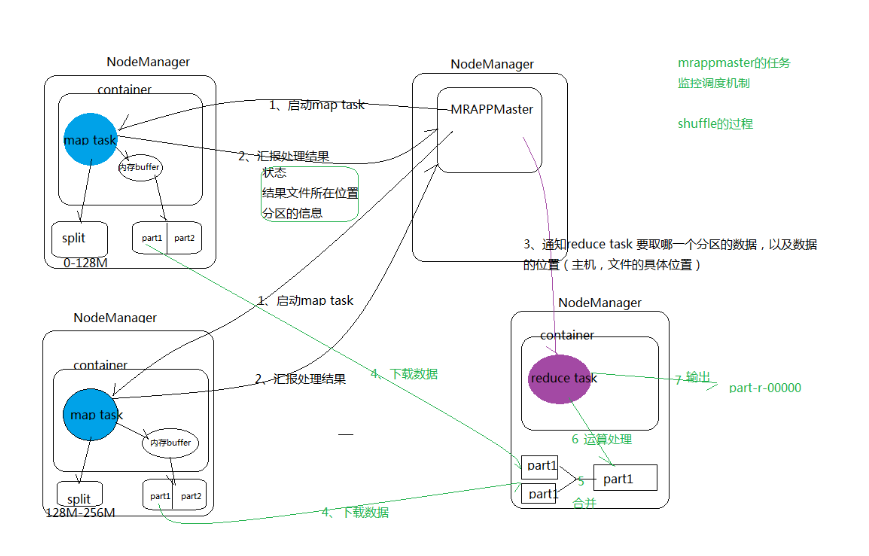 NodeManager
container
map task
内存buffer
split
part1
part2
0-128M
1、启动map task
2、汇报处理结果
状态
结果文件所在位置
分区的信息
NodeManager
MRAPPMaster
mrappmaster的任务
监控调度机制
shuffle的过程
3、通知reduce task 要取哪一个分区的数据，以及数据
的位置（主机，文件的具体位置）
NodeManager
container
map task
内存buffer
split
part1
part2
128M-256M
1、启动map task
2、汇报处理结果
4、下载数据
4、下载数据
NodeManager
container
reduce task
7 输出
part-r-00000
6 运算处理
part1
part1
5
合并
part1